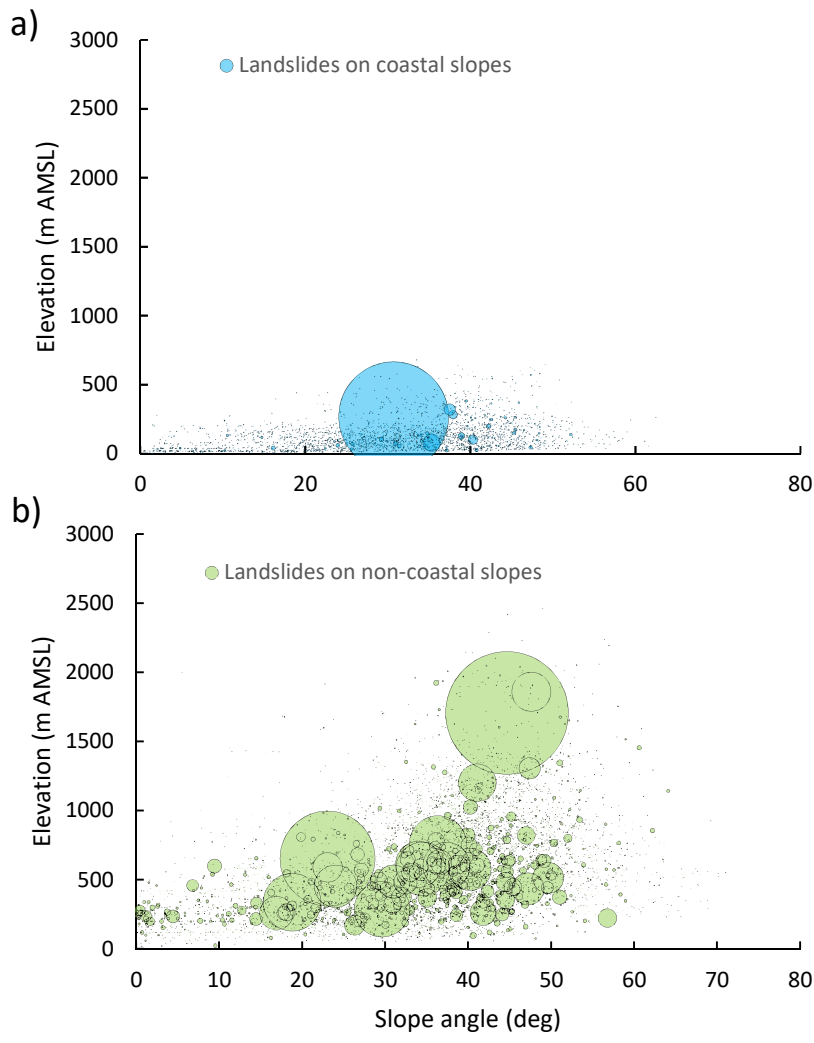 a)
3000
2500
2000
1500
1000
500
0
Elevation (m AMSL)
Landslides on coastal slopes
0 20 40 60 80
b)
3000
2500
2000
1500
1000
500
0
Elevation (m AMSL)
Landslides on non-coastal slopes
0 10 20 30 40 50 60 70 80
Slope angle (deg)